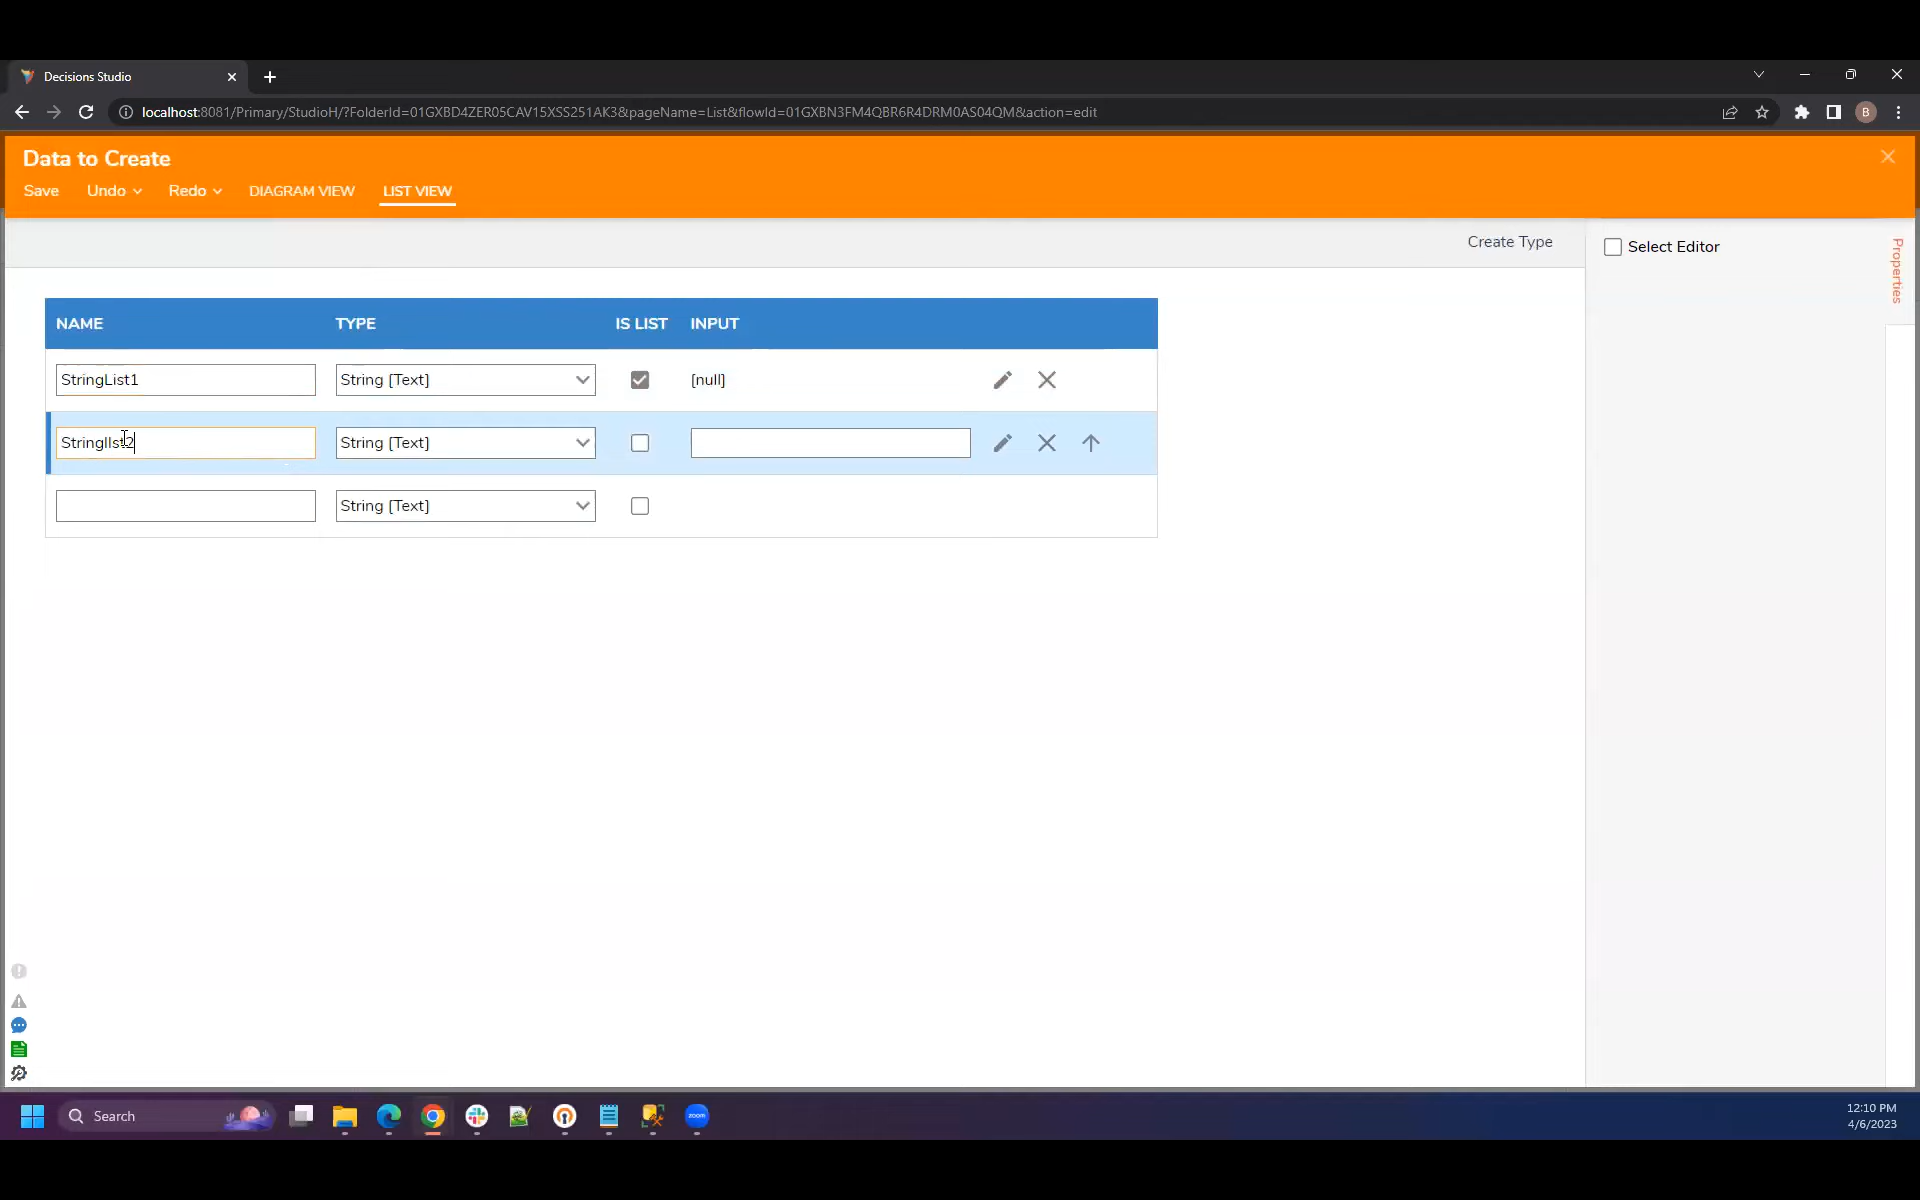 Decisions Studio
localhost:8081/Primary/StudioH/?FolderId=01GXBD4ZER05CAV15XSS251AK3&pageName=List&flowId=01GXBN3FM4QBR6R4DRM0AS04QM&action=edit
B
Data to Create
Save Undo Redo DIAGRAM VIEW LIST VIEW
Create Type
Select Editor
Properties
NAME TYPE IS LIST INPUT
StringList1 String [Text] [null]
StringlIst2 String [Text]
String [Text]
Search
zoom
12:10 PM
4/6/2023